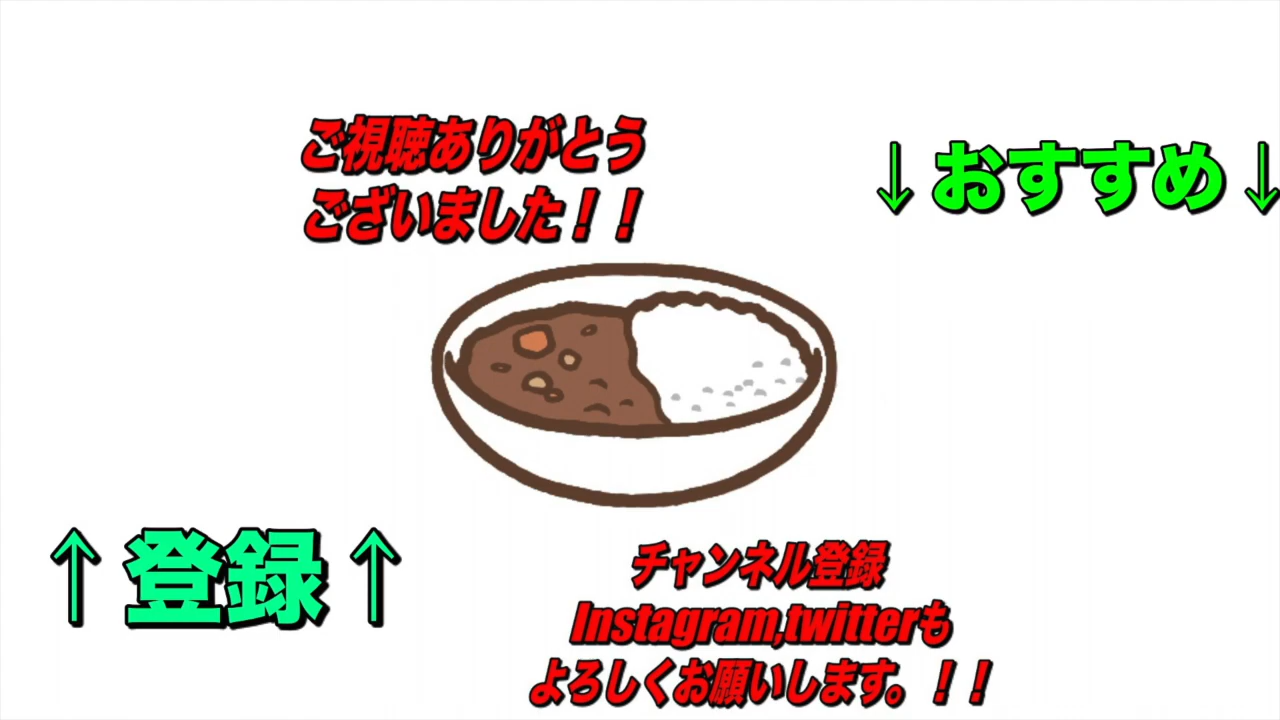 ご視聴ありがとう
ございました！！
↓おすすめ↓
↑登録↑
チャンネル登録
Instagram,twitterも
よろしくお願いします。！！